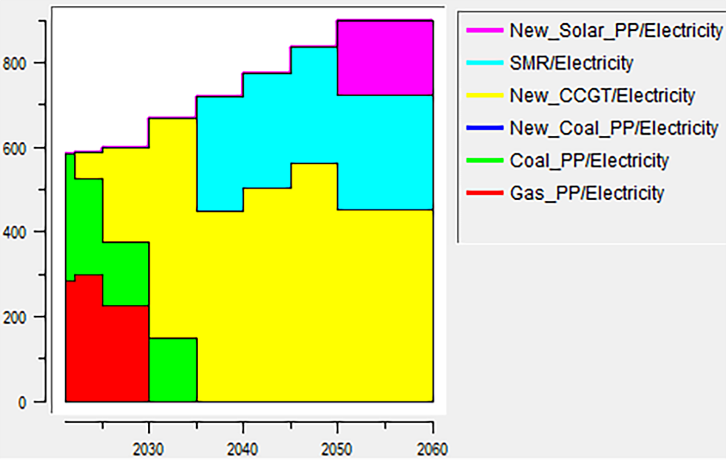 New_Solar_PP/Electricity
SMR/Electricity
New_CCGT/Electricity
New_Coal_PP/Electricity
Coal_PP/Electricity
Gas_PP/Electricity
800
600
400
200
0
2030 2040 2050 2060